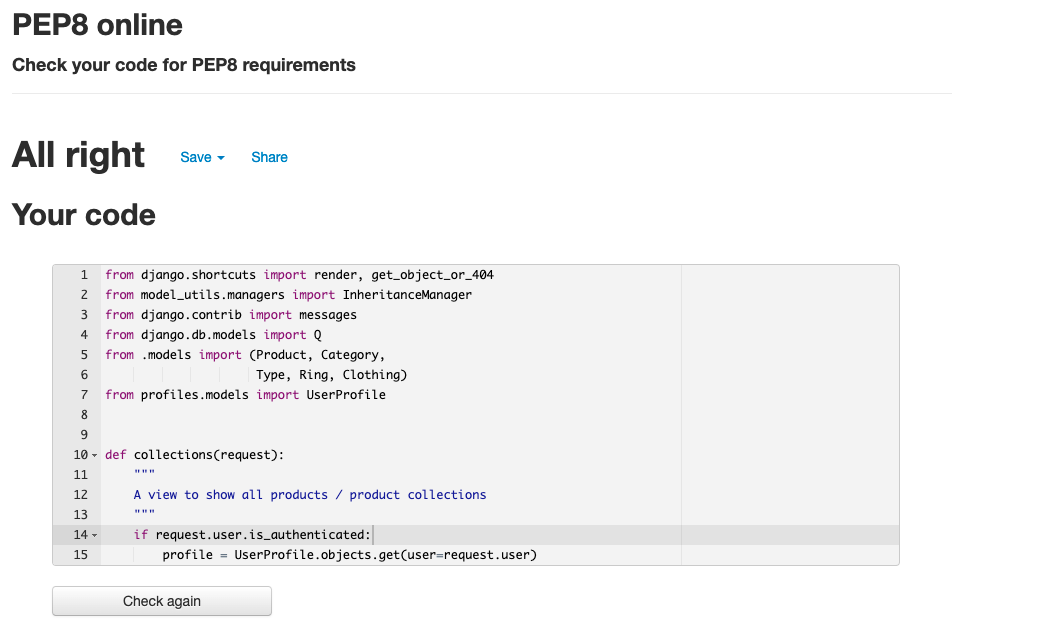 PEP8 online
Check your code for PEP8 requirements
All right Save Share
Your code
1 from django.shortcuts import render, get_object_or_404
2 from model_utils.managers import InheritanceManager
3 from django.contrib import messages
4 from django.db.models import Q
5 from .models import (Product, Category,
6                      Type, Ring, Clothing)
7 from profiles.models import UserProfile
8
9
10 def collections(request):
11     """
12     A view to show all products / product collections
13     """
14     if request.user.is_authenticated:
15         profile = UserProfile.objects.get(user=request.user)
Check again